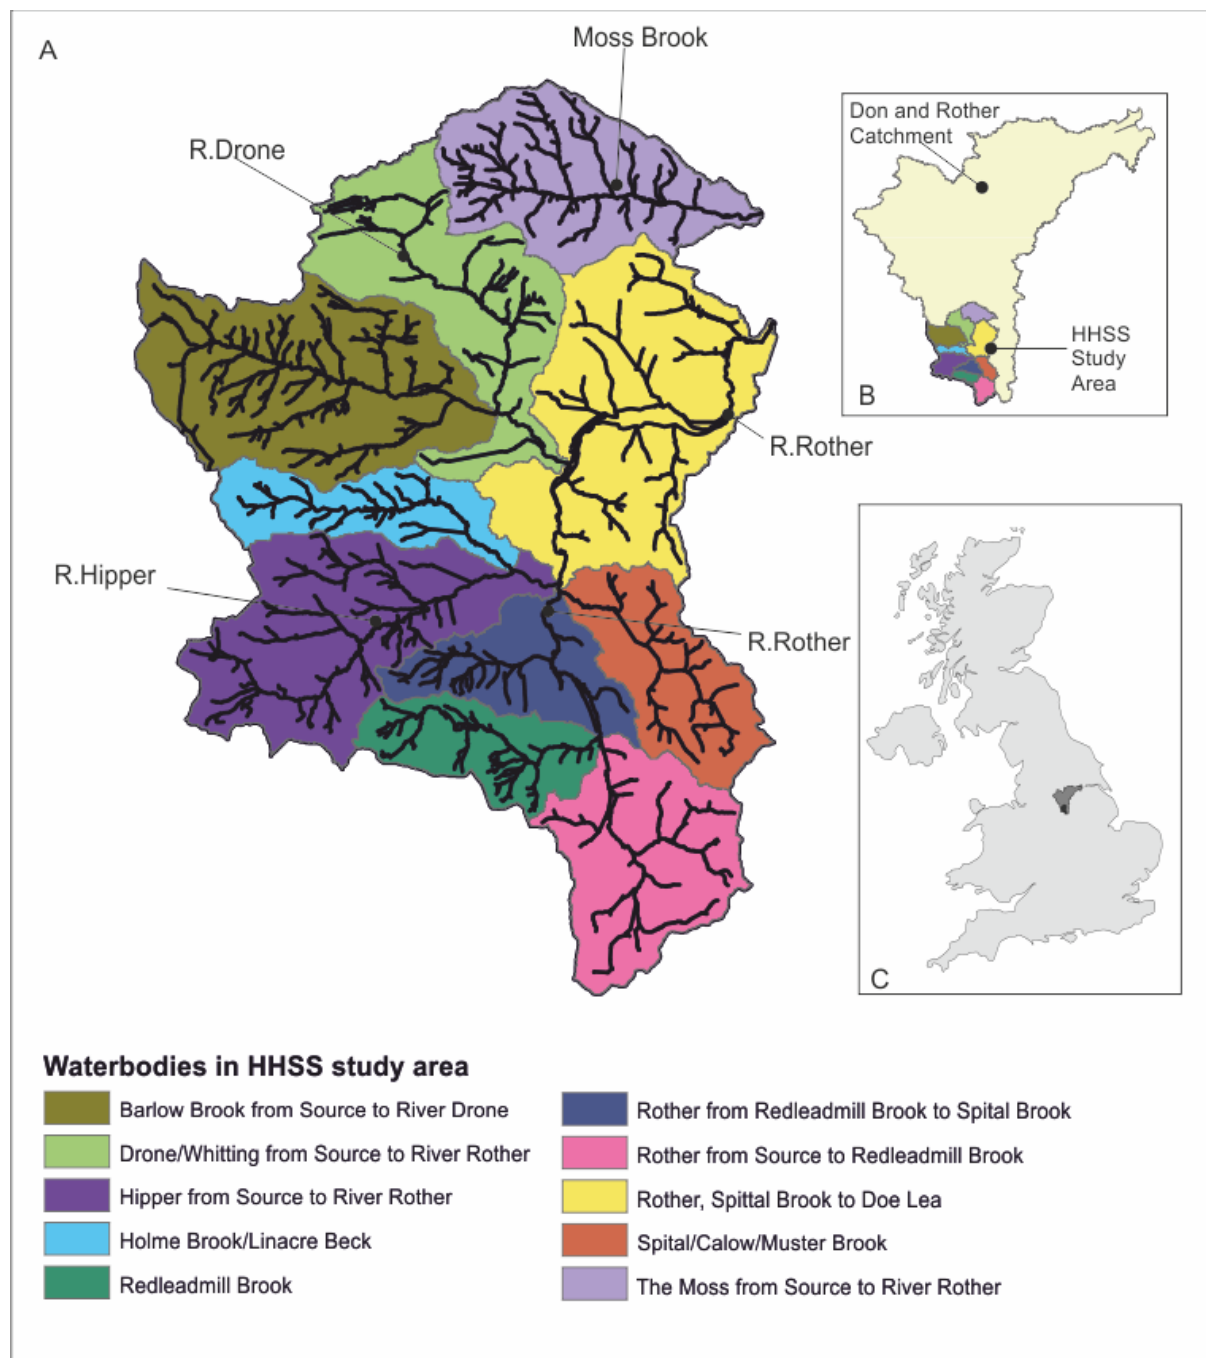 A
Moss Brook
R.Drone
Don and Rother
Catchment
HHSS
Study
Area
B
R.Rother
R.Hipper
R.Rother
C
Waterbodies in HHSS study area
Barlow Brook from Source to River Drone
Drone/Whitting from Source to River Rother
Hipper from Source to River Rother
Holme Brook/Linacre Beck
Redleadmill Brook
Rother from Redleadmill Brook to Spital Brook
Rother from Source to Redleadmill Brook
Rother, Spittal Brook to Doe Lea
Spital/Calow/Muster Brook
The Moss from Source to River Rother